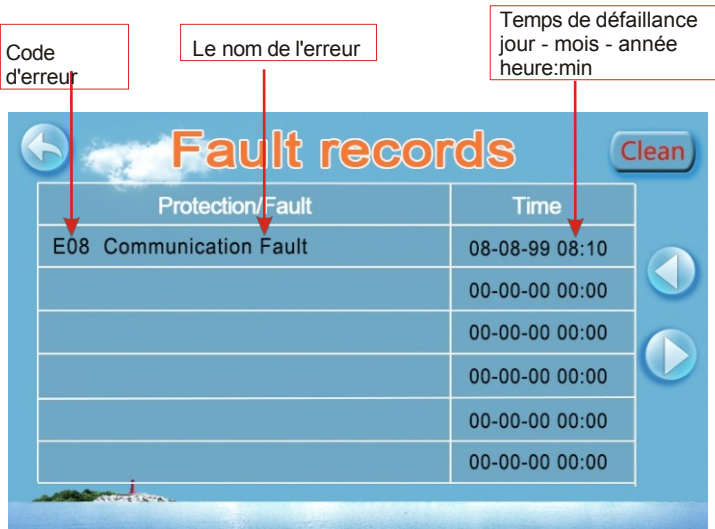 Code
d'erreur
Le nom de l'erreur
Temps de défaillance
jour - mois - année
heure:min
Fault records
Clean
Protection/Fault Time
E08 Communication Fault 08-08-99 08:10
00-00-00 00:00
00-00-00 00:00
00-00-00 00:00
00-00-00 00:00
00-00-00 00:00